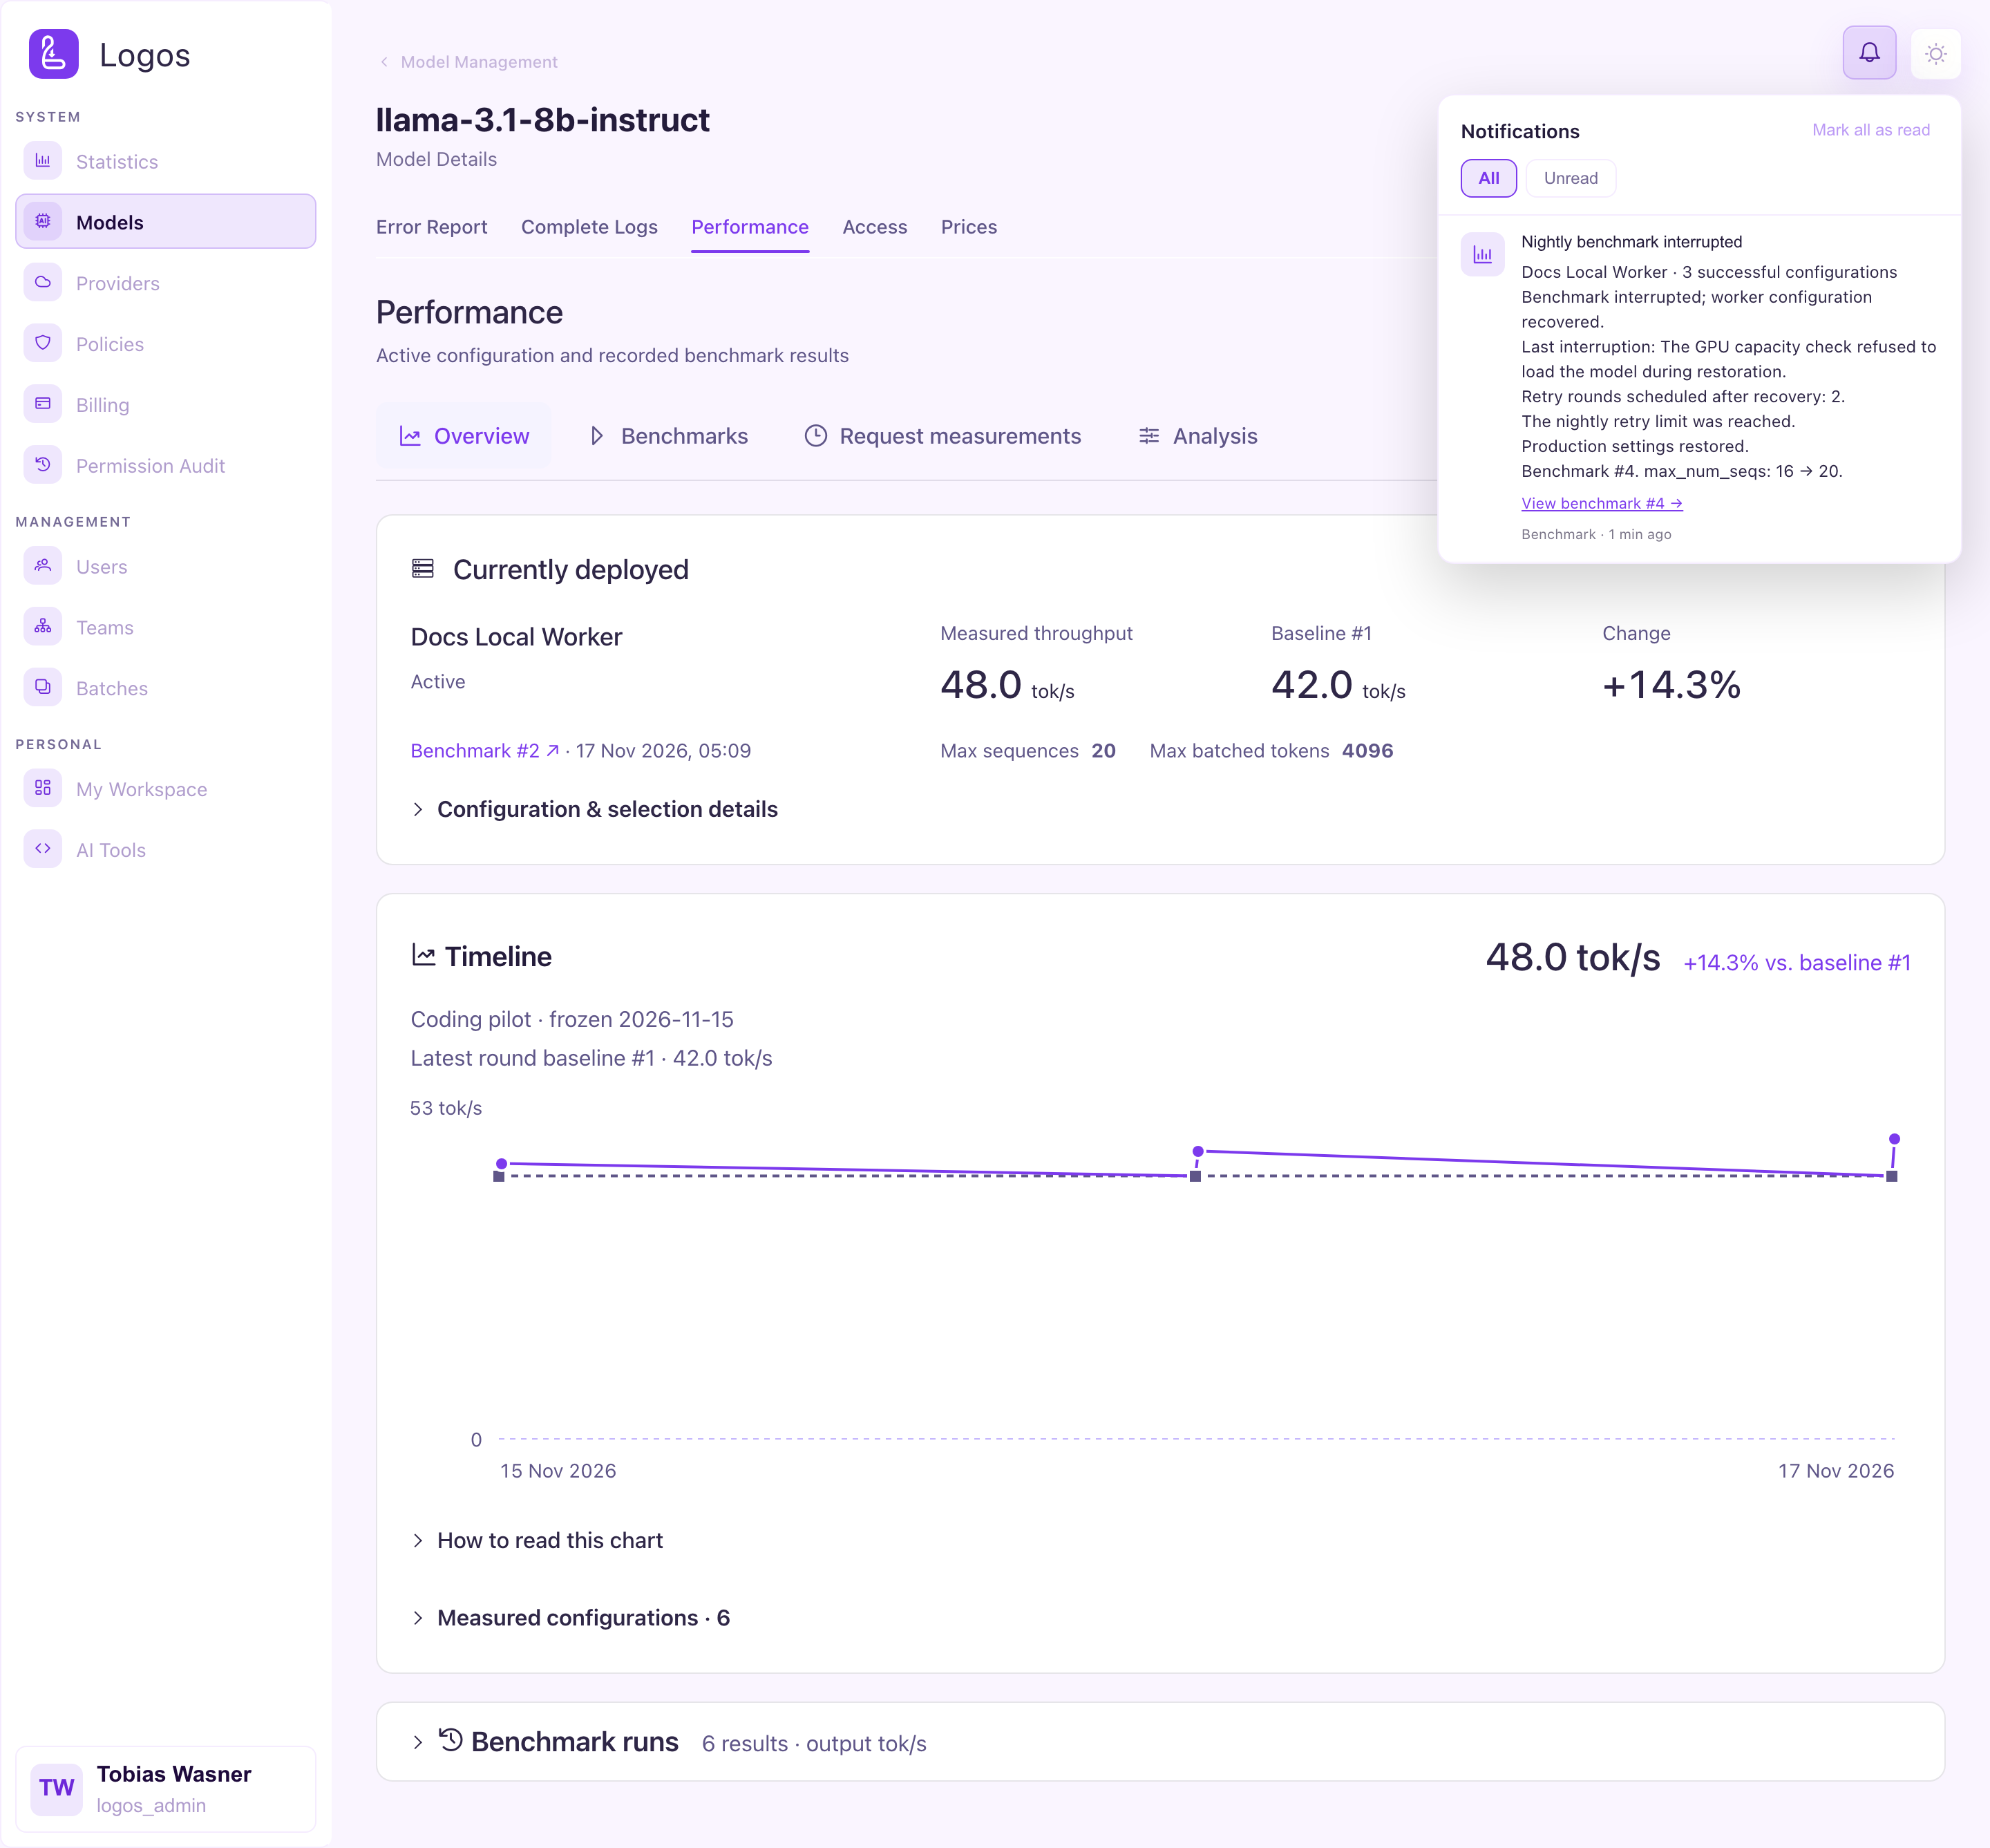 Logos
SYSTEM
Statistics
Models
Providers
Policies
Billing
Permission Audit
MANAGEMENT
Users
Teams
Batches
PERSONAL
My Workspace
AI Tools
TW
Tobias Wasner
logos_admin
Model Management
llama-3.1-8b-instruct
Model Details
Error Report
Complete Logs
Performance
Access
Prices
Performance
Active configuration and recorded benchmark results
Overview
Benchmarks
Request measurements
Analysis
Notifications
Mark all as read
All
Unread
Nightly benchmark interrupted
Docs Local Worker · 3 successful configurations
Benchmark interrupted; worker configuration
recovered.
Last interruption: The GPU capacity check refused to
load the model during restoration.
Retry rounds scheduled after recovery: 2.
The nightly retry limit was reached.
Production settings restored.
Benchmark #4. max_num_seqs: 16 → 20.
View benchmark #4 →
Benchmark · 1 min ago
Currently deployed
Docs Local Worker
Active
Measured throughput
48.0 tok/s
Baseline #1
42.0 tok/s
Change
+14.3%
Benchmark #2 ↗ · 17 Nov 2026, 05:09
Max sequences 20
Max batched tokens 4096
Configuration & selection details
Timeline
48.0 tok/s +14.3% vs. baseline #1
Coding pilot · frozen 2026-11-15
Latest round baseline #1 · 42.0 tok/s
53 tok/s
0
15 Nov 2026
17 Nov 2026
How to read this chart
Measured configurations · 6
Benchmark runs 6 results · output tok/s